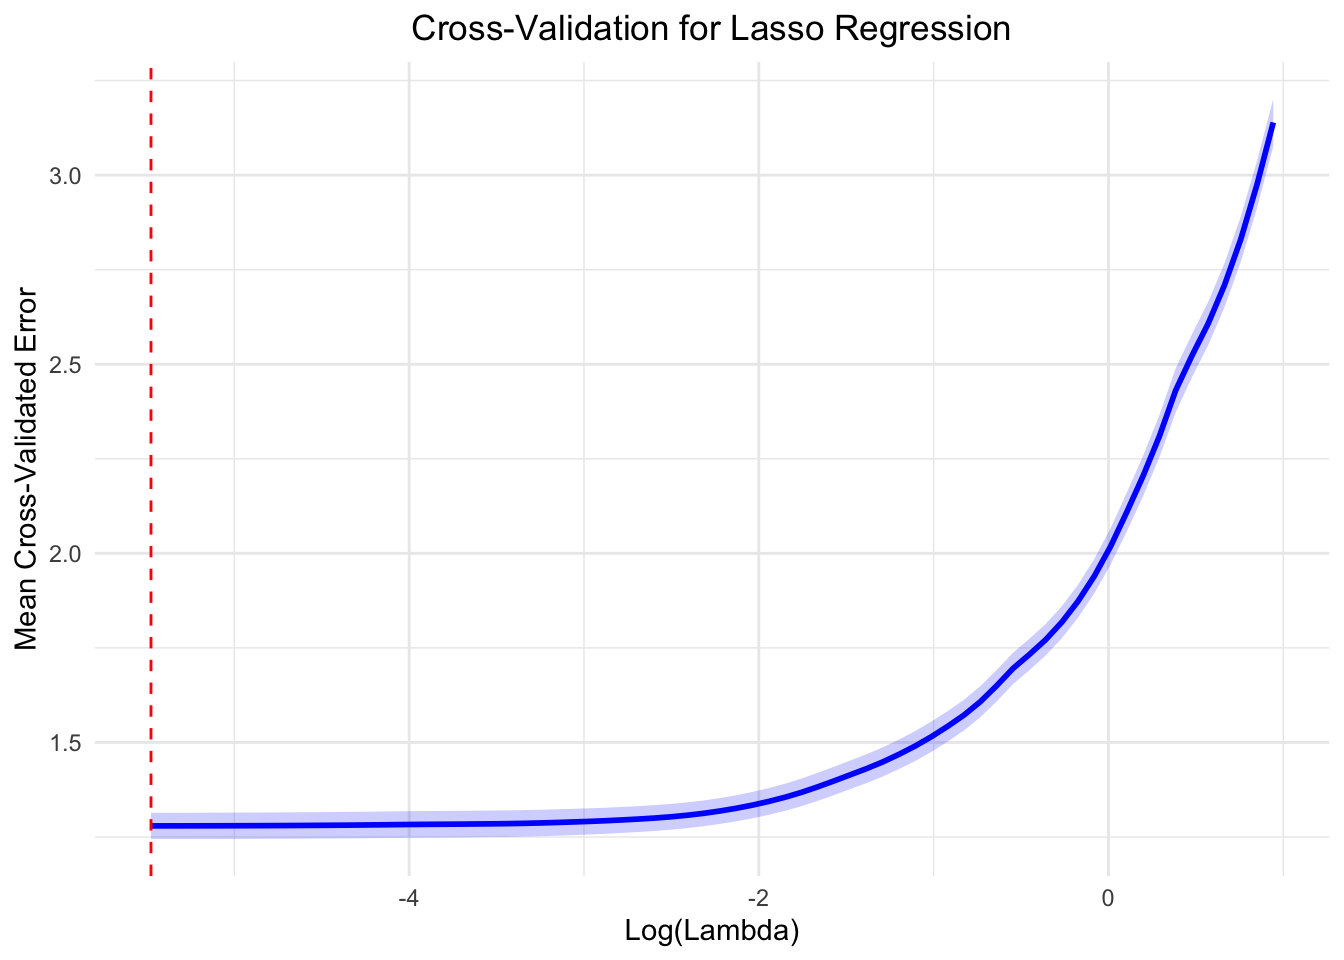 Cross-Validation for Lasso Regression
Mean Cross-Validated Error
3.0
2.5
2.0
1.5
-4 -2 0
Log(Lambda)